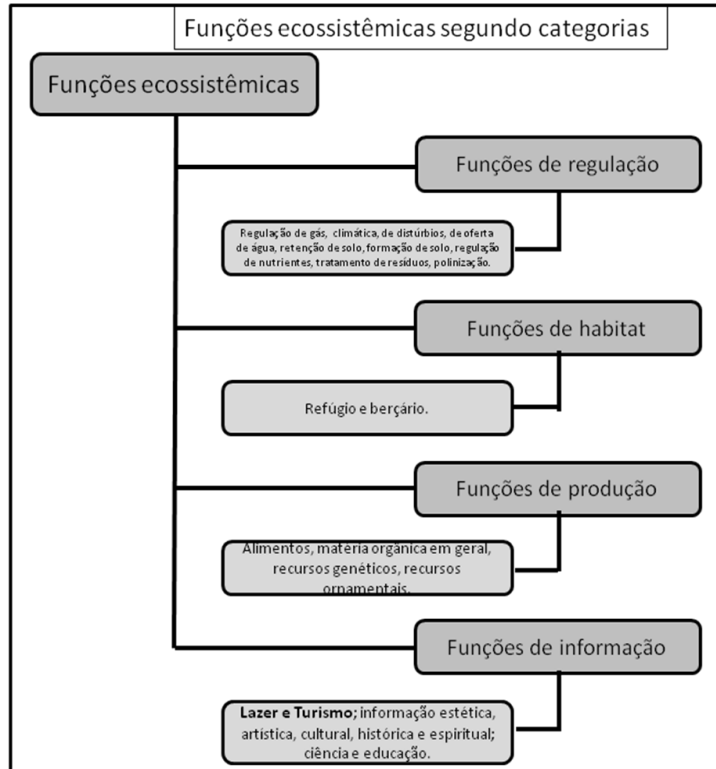 Funções ecossistêmicas segundo categorias
Funções ecossistêmicas
Funções de regulação
Regulação de gás, climática, de distúrbios, de oferta
de água, retenção de solo, formação de solo, regulação
de nutrientes, tratamento de resíduos, polinização.
Funções de habitat
Refúgio e berçário.
Funções de produção
Alimentos, matéria orgânica em geral,
recursos genéticos, recursos
ornamentais.
Funções de informação
Lazer e Turismo; informação estética,
artística, cultural, histórica e espiritual;
ciência e educação.